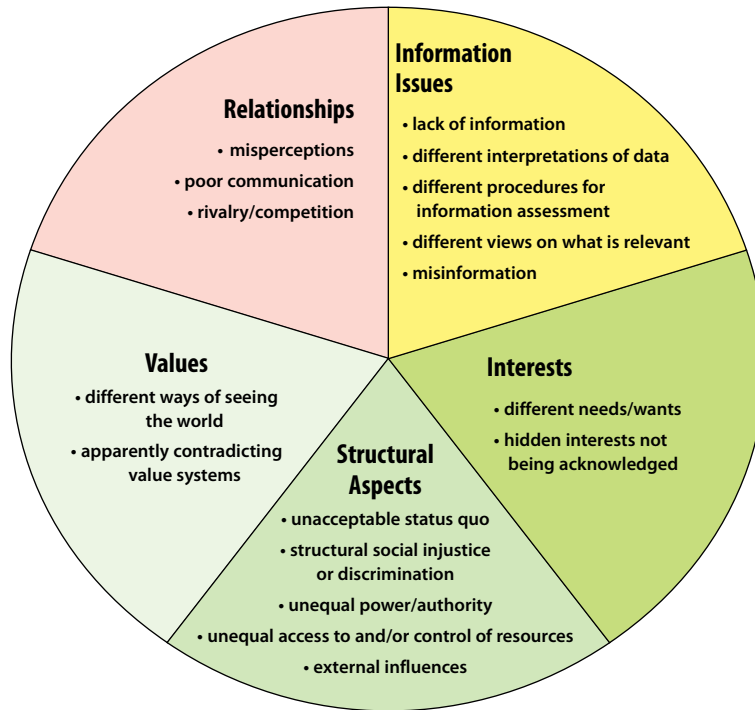 Relationships
• misperceptions
• poor communication
• rivalry/competition
Information
Issues
• lack of information
• different interpretations of data
• different procedures for
information assessment
• different views on what is relevant
• misinformation
Values
• different ways of seeing
the world
• apparently contradicting
value systems
Structural
Aspects
• unacceptable status quo
• structural social injustice
or discrimination
• unequal power/authority
• unequal access to and/or control of resources
• external influences
Interests
• different needs/wants
• hidden interests not
being acknowledged